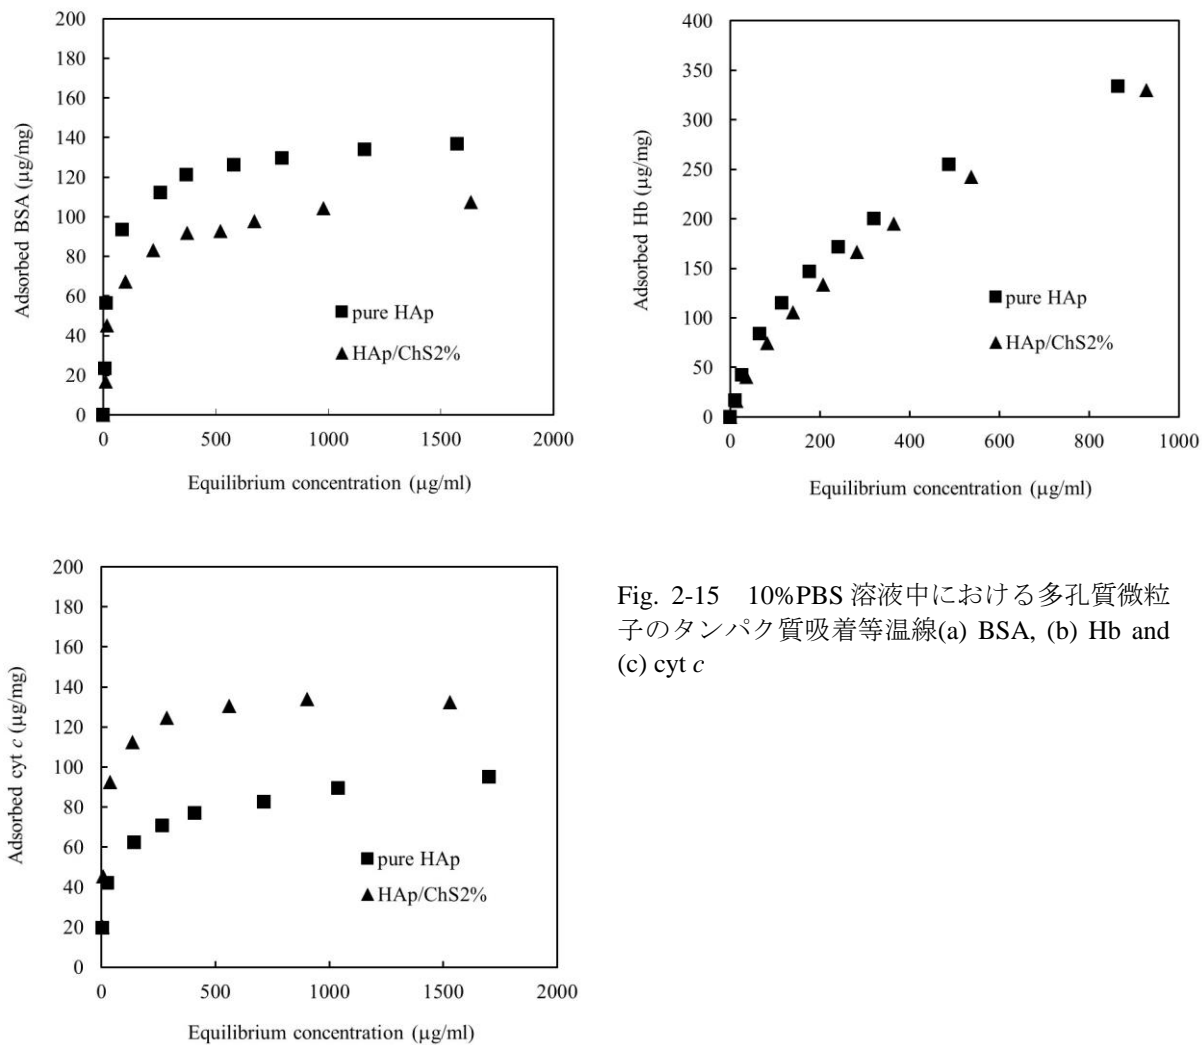 200
180
160
140
120
100
80
60
40
20
0
Adsorbed BSA (µg/mg)
pure HAp
HAp/ChS2%
0 500 1000 1500 2000
Equilibrium concentration (µg/ml)
400
350
300
250
200
150
100
50
0
Adsorbed Hb (µg/mg)
pure HAp
HAp/ChS2%
0 200 400 600 800 1000
Equilibrium concentration (µg/ml)
200
180
160
140
120
100
80
60
40
20
0
Adsorbed cyt c (µg/mg)
pure HAp
HAp/ChS2%
0 500 1000 1500 2000
Equilibrium concentration (µg/ml)
Fig. 2-15 10%PBS 溶液中における多孔質微粒
子のタンパク質吸着等温線(a) BSA, (b) Hb and
(c) cyt c